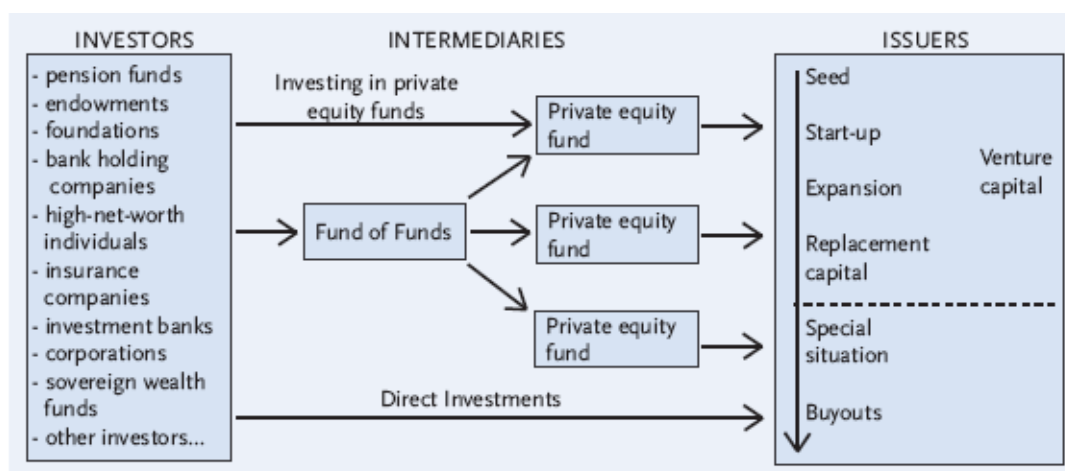 INVESTORS
- pension funds
- endowments
- foundations
- bank holding
companies
- high-net-worth
individuals
- insurance
companies
- investment banks
- corporations
- sovereign wealth
funds
- other investors...
INTERMEDIARIES
Investing in private
equity funds
Private equity
fund
Fund of Funds
Private equity
fund
Private equity
fund
Direct Investments
ISSUERS
Seed
Start-up
Venture
capital
Expansion
Replacement
capital
Special
situation
Buyouts